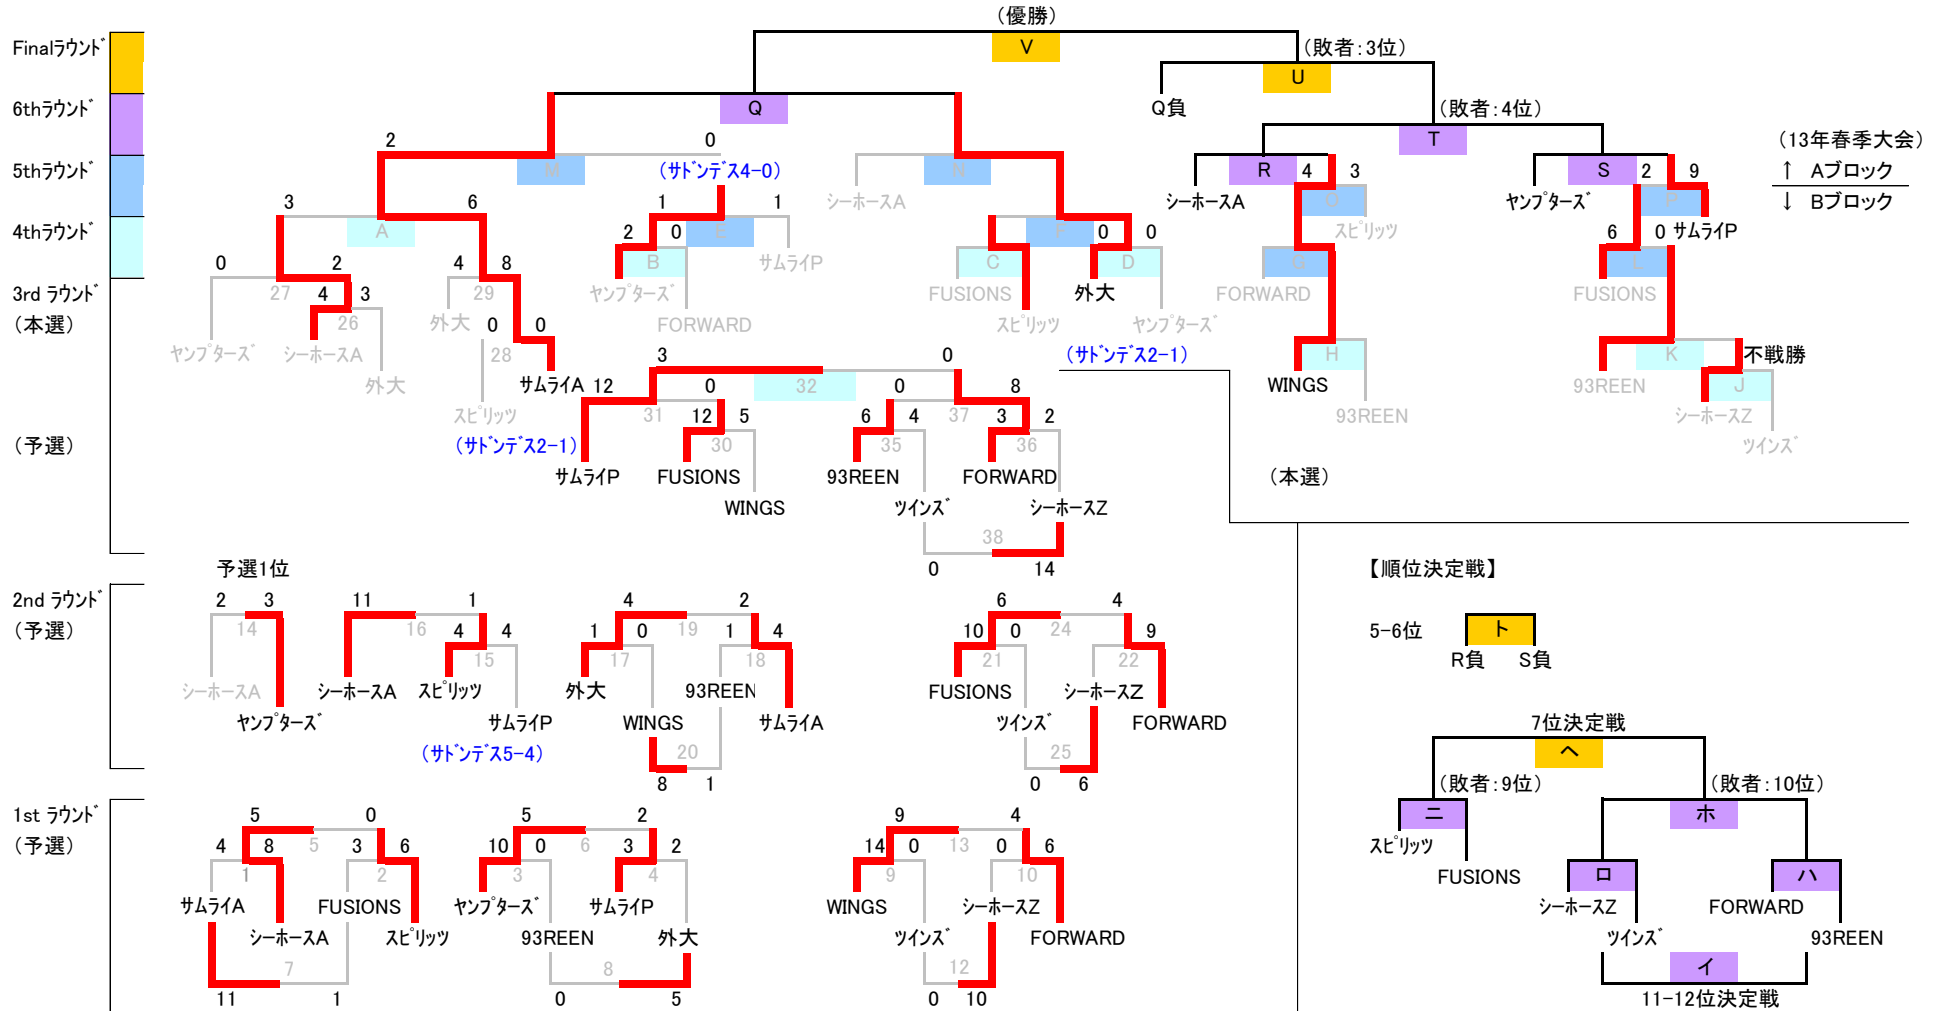 (優勝)
Finalラウンド V (敗者:3位)
U
6thラウンド Q Q負 (敗者:4位)
2 0 T (13年春季大会)
5thラウンド M (サドンデス4-0) N R 4 3 S 2 9 ↑ Aブロック
シーホースA シーホースA O ヤンプターズ P ↓ Bブロック
3 6 1 1 スピリッツ サムライP
4thラウンド A E F
2 0 0 0 6 0
0 2 4 8 B サムライP C D G L
27 29 ヤンプターズ FUSIONS 外大 FORWARD FUSIONS
3rd ラウンド 4 3
(本選) 26 外大 0 0 FORWARD スピリッツ ヤンプターズ
ヤンプターズ シーホースA 28 3 0 (サドンデス2-1) H K 不戦勝
外大 サムライA 12 0 32 0 8 WINGS 93REEN J
スピリッツ 31 12 5 6 4 37 3 2 93REEN シーホースZ
(予選) (サドンデス2-1) 30 35 36 ツインズ
サムライP FUSIONS 93REEN FORWARD (本選)
WINGS ツインズ シーホースZ
38
予選1位 0 14 【順位決定戦】
2nd ラウンド 2 3 11 1 4 2 6 4
(予選) 14 16 4 4 1 0 19 1 4 10 0 24 9 5-6位 ト
15 17 18 21 22 R負 S負
シーホースA シーホースA スピリッツ 外大 93REEN FUSIONS シーホースZ
ヤンプターズ サムライP WINGS サムライA ツインズ FORWARD 7位決定戦
(サドンデス5-4) 20 25 ヘ
8 1 0 6 (敗者:9位) (敗者:10位)
1st ラウンド 5 0 5 2 9 4 ニ ホ
(予選) 4 8 5 3 6 10 0 6 3 2 14 0 13 0 6 スピリッツ
1 2 3 4 9 10 FUSIONS ロ ハ
サムライA FUSIONS ヤンプターズ サムライP WINGS シーホースZ シーホースZ FORWARD
シーホースA スピリッツ 93REEN 外大 ツインズ FORWARD ツインズ 93REEN
7 8 12 イ
11 1 0 5 0 10 11-12位決定戦